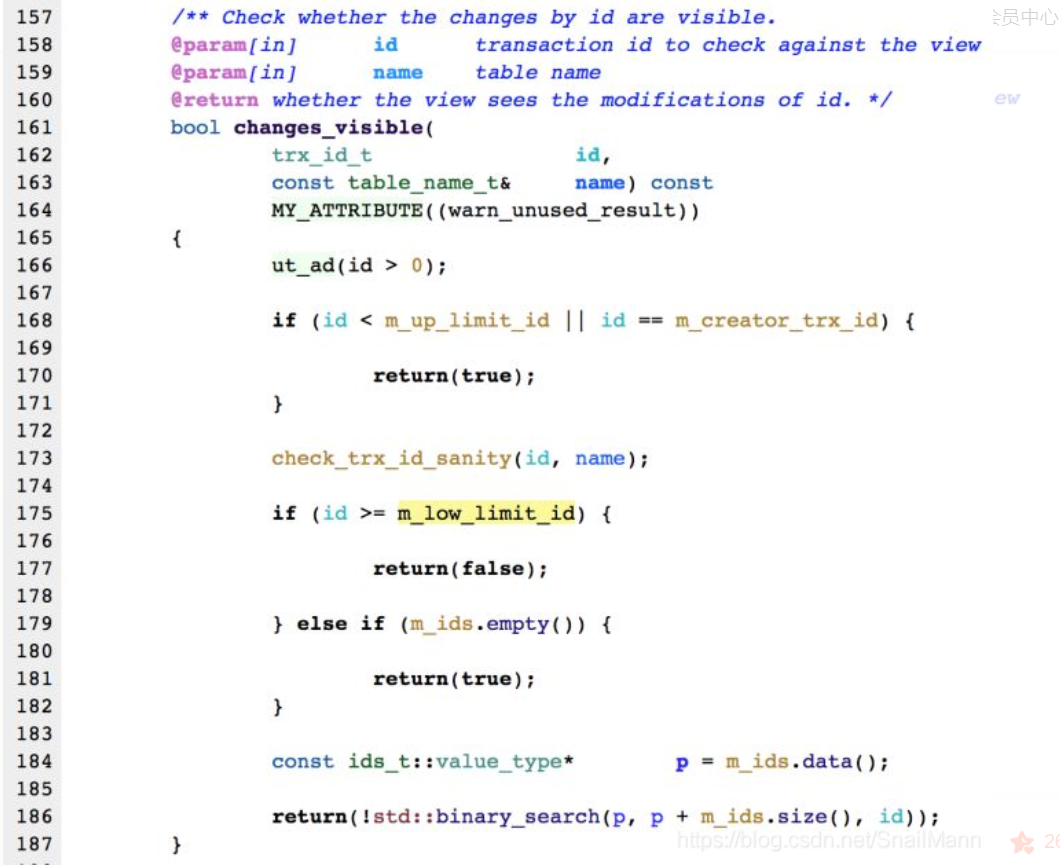 157 /** Check whether the changes by id are visible.
158 @param[in] id transaction id to check against the view
159 @param[in] name table name
160 @return whether the view sees the modifications of id. */
161 bool changes_visible(
162 trx_id_t id,
163 const table_name_t& name) const
164 MY_ATTRIBUTE((warn_unused_result))
165 {
166 ut_ad(id > 0);
167
168 if (id < m_up_limit_id || id == m_creator_trx_id) {
169
170 return(true);
171 }
172
173 check_trx_id_sanity(id, name);
174
175 if (id >= m_low_limit_id) {
176
177 return(false);
178
179 } else if (m_ids.empty()) {
180
181 return(true);
182 }
183
184 const ids_t::value_type* p = m_ids.data();
185
186 return(!std::binary_search(p, p + m_ids.size(), id));
187 }
员中心
ew
https://blog.csdn.net/SnailMann